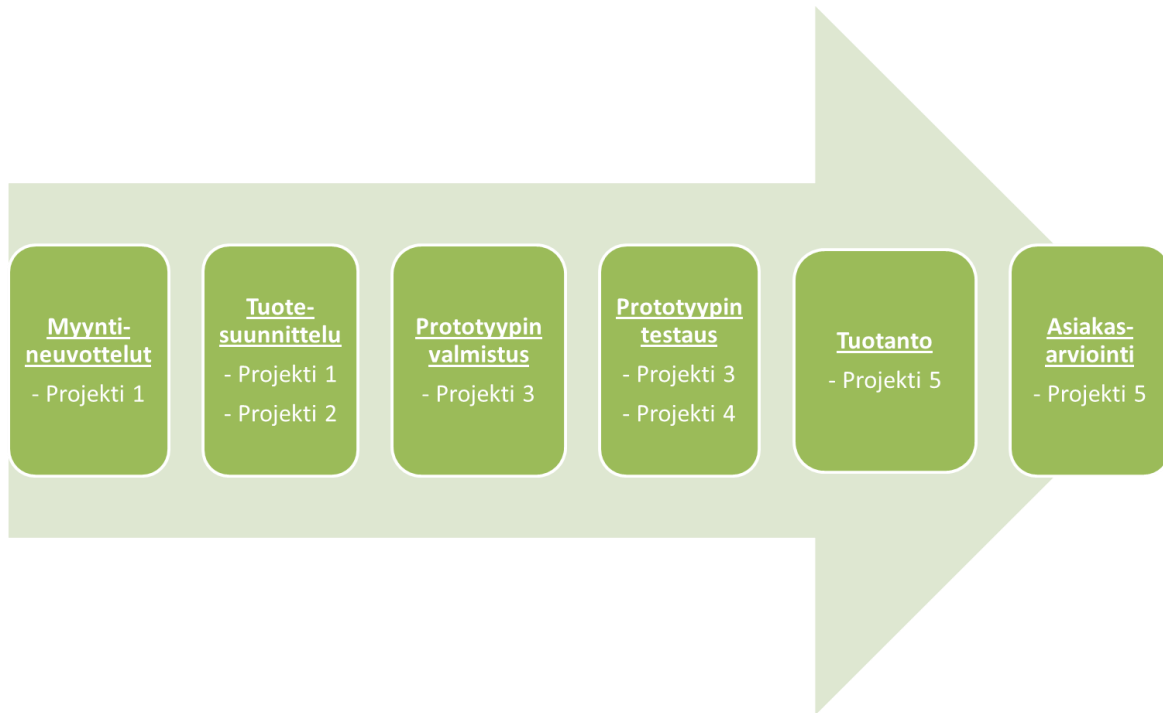 Myynti-
neuvottelut
- Projekti 1
Tuote-
suunnittelu
- Projekti 1
- Projekti 2
Prototyypin
valmistus
- Projekti 3
Prototyypin
testaus
- Projekti 3
- Projekti 4
Tuotanto
- Projekti 5
Asiakas-
arviointi
- Projekti 5